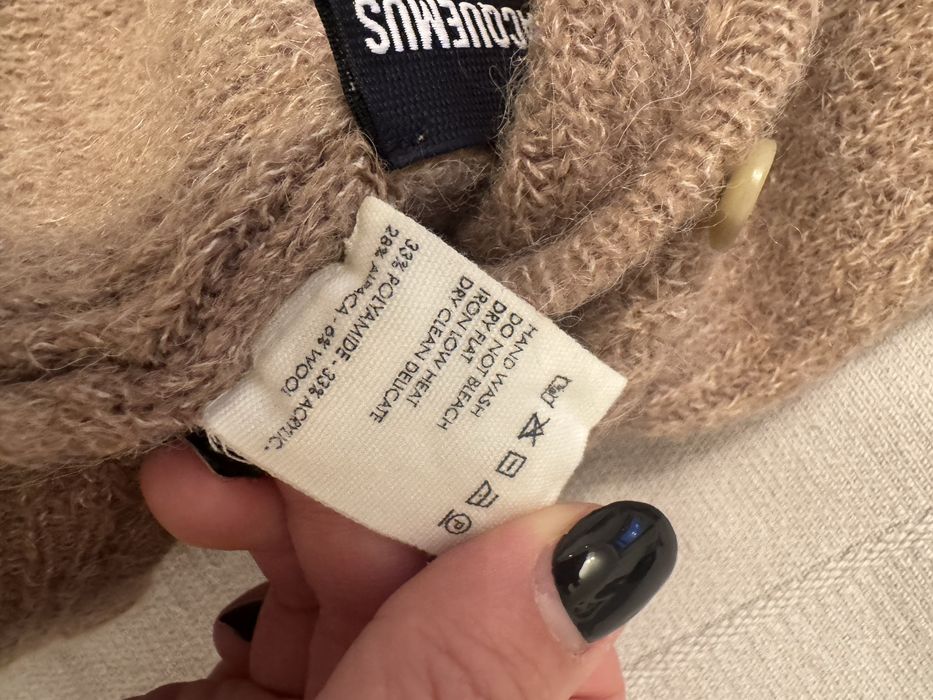 JACQUEMUS
33% POLYAMIDE - 33% ACRYLIC -
28% ALPACA - 6% WOOL
HAND WASH
DO NOT BLEACH
DRY FLAT
IRON LOW HEAT
DRY CLEAN DELICATE
P